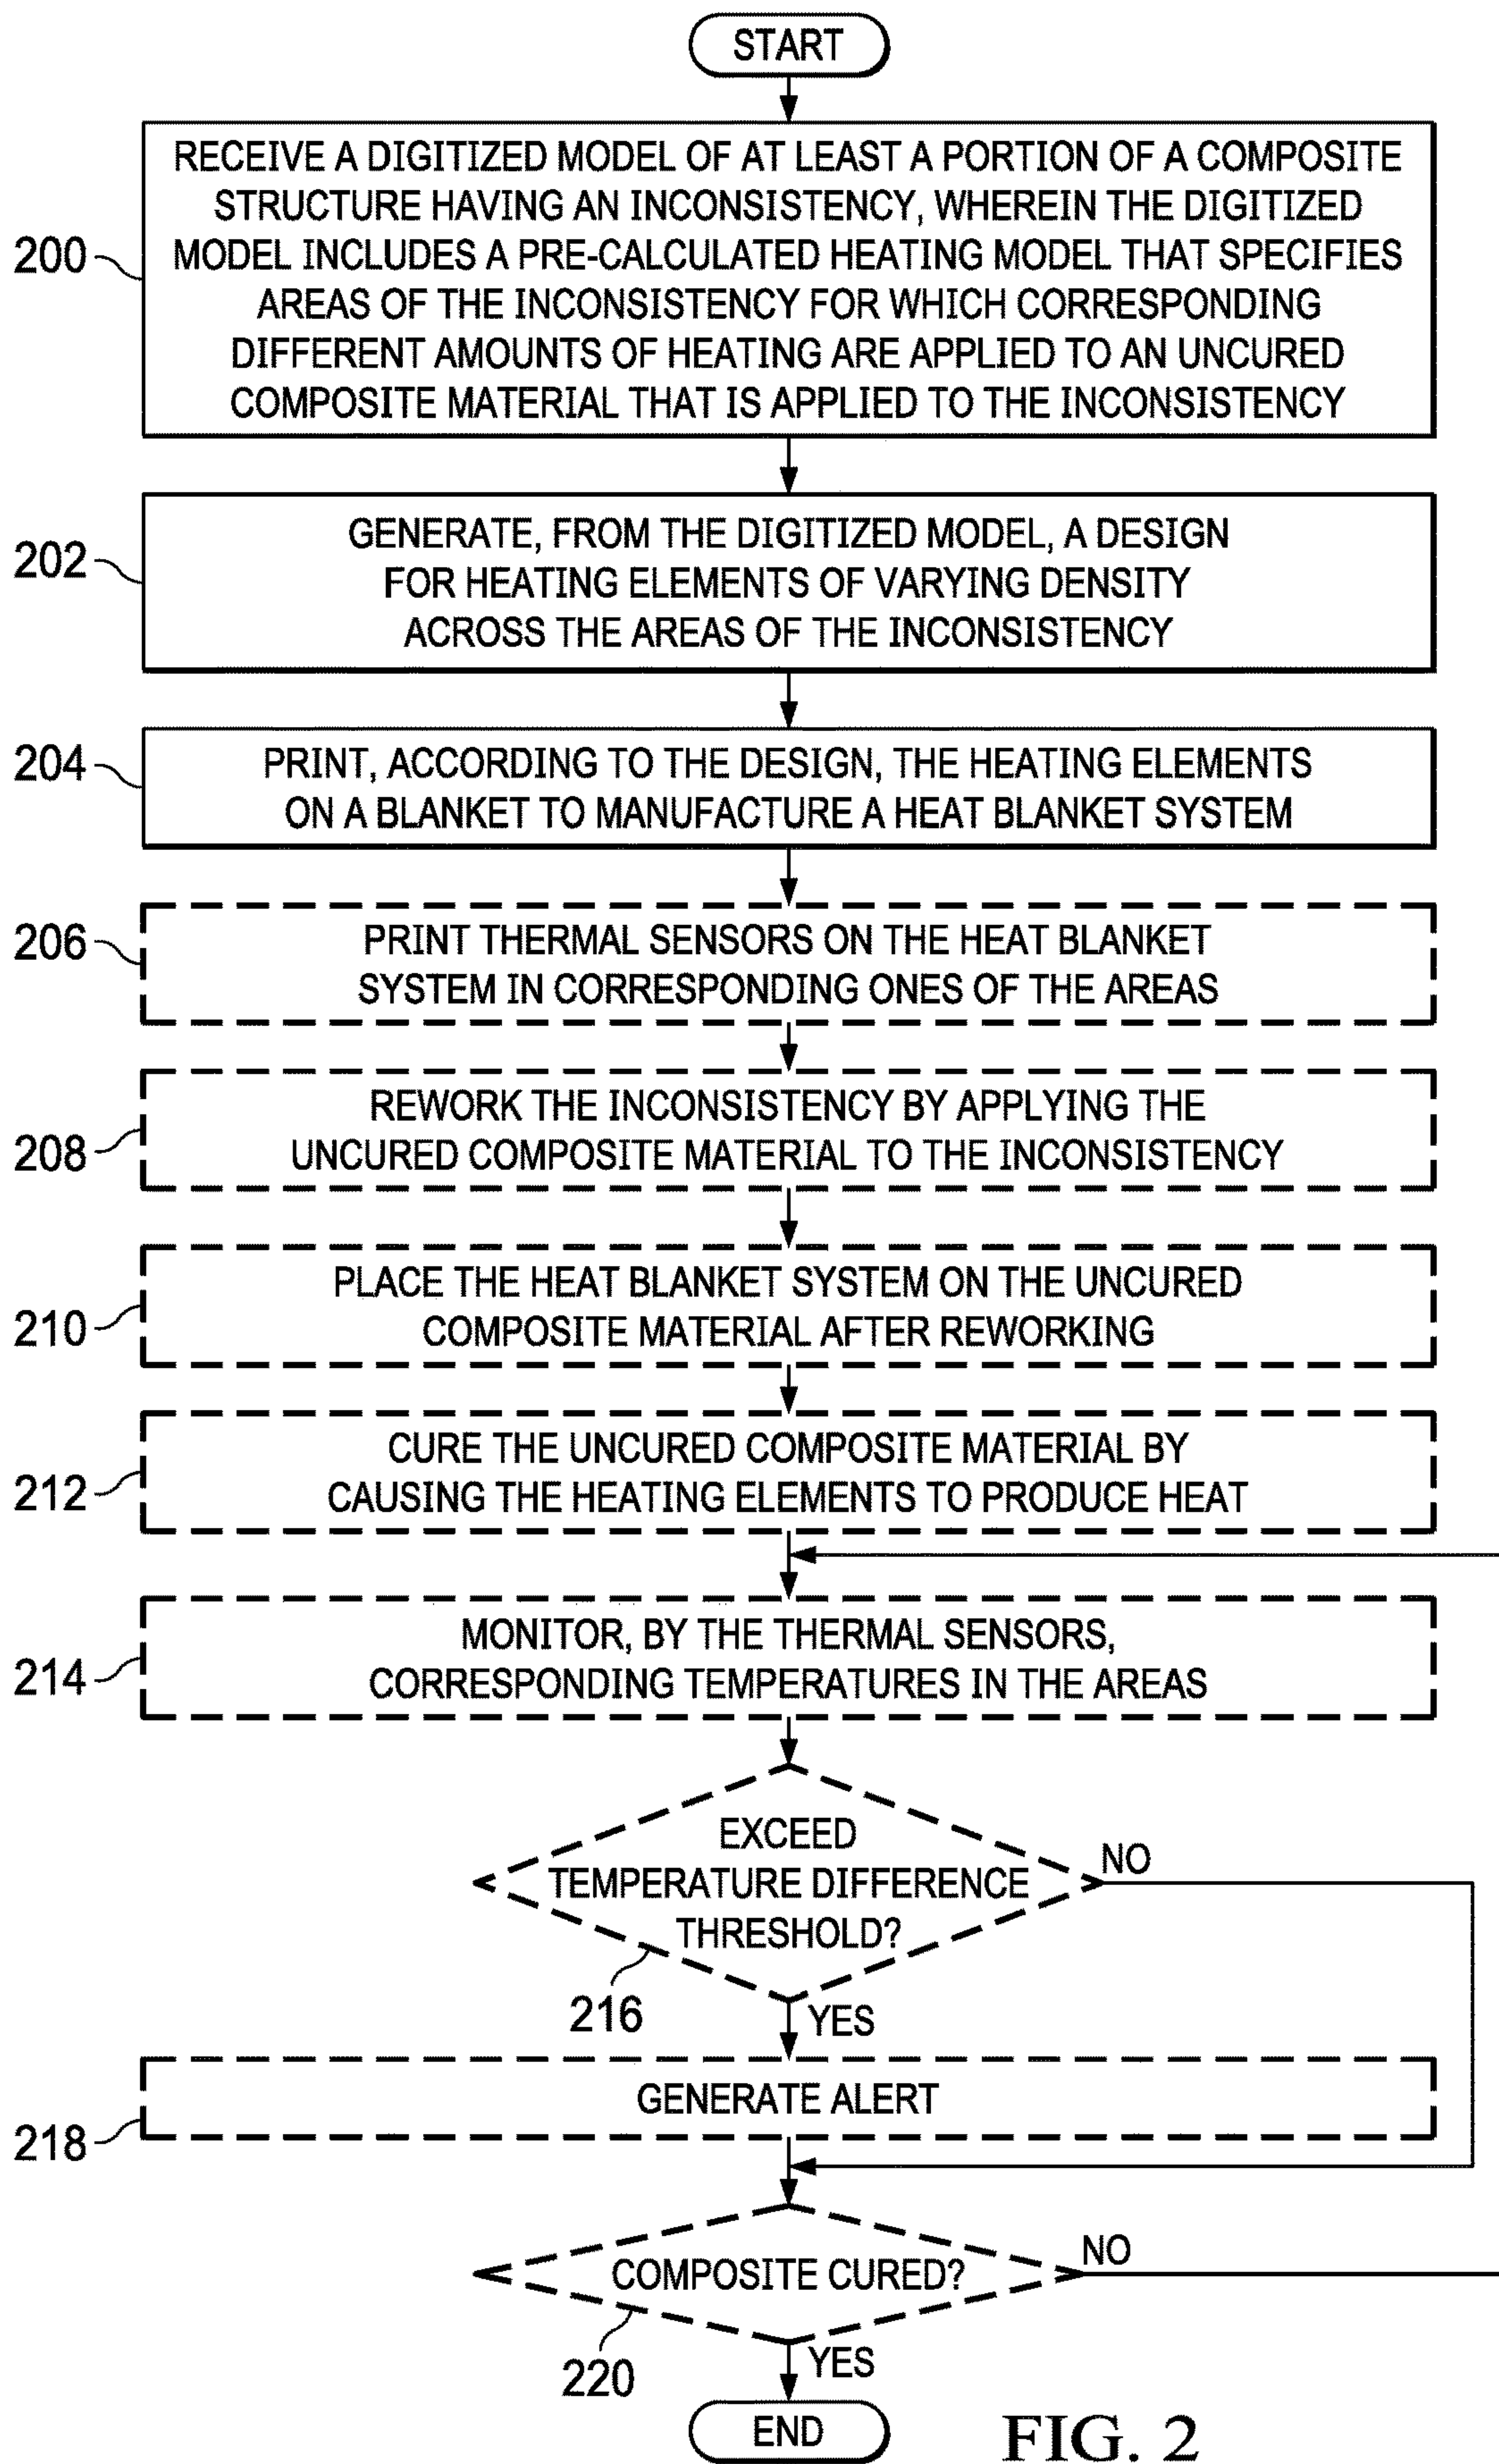 START
RECEIVE A DIGITIZED MODEL OF AT LEAST A PORTION OF A COMPOSITE
STRUCTURE HAVING AN INCONSISTENCY, WHEREIN THE DIGITIZED
MODEL INCLUDES A PRE-CALCULATED HEATING MODEL THAT SPECIFIES
AREAS OF THE INCONSISTENCY FOR WHICH CORRESPONDING
DIFFERENT AMOUNTS OF HEATING ARE APPLIED TO AN UNCURED
COMPOSITE MATERIAL THAT IS APPLIED TO THE INCONSISTENCY
200
GENERATE, FROM THE DIGITIZED MODEL, A DESIGN
FOR HEATING ELEMENTS OF VARYING DENSITY
ACROSS THE AREAS OF THE INCONSISTENCY
202
PRINT, ACCORDING TO THE DESIGN, THE HEATING ELEMENTS
ON A BLANKET TO MANUFACTURE A HEAT BLANKET SYSTEM
204
PRINT THERMAL SENSORS ON THE HEAT BLANKET
SYSTEM IN CORRESPONDING ONES OF THE AREAS
206
REWORK THE INCONSISTENCY BY APPLYING THE
UNCURED COMPOSITE MATERIAL TO THE INCONSISTENCY
208
PLACE THE HEAT BLANKET SYSTEM ON THE UNCURED
COMPOSITE MATERIAL AFTER REWORKING
210
CURE THE UNCURED COMPOSITE MATERIAL BY
CAUSING THE HEATING ELEMENTS TO PRODUCE HEAT
212
MONITOR, BY THE THERMAL SENSORS,
CORRESPONDING TEMPERATURES IN THE AREAS
214
EXCEED
TEMPERATURE DIFFERENCE
THRESHOLD?
NO
216
YES
GENERATE ALERT
218
COMPOSITE CURED?
NO
220
YES
END
FIG. 2